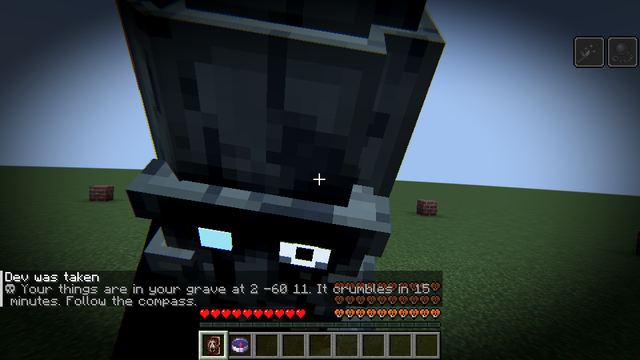 Dev was taken
☠ Your things are in your grave at 2 -60 11. It crumbles in 15
minutes. Follow the compass.